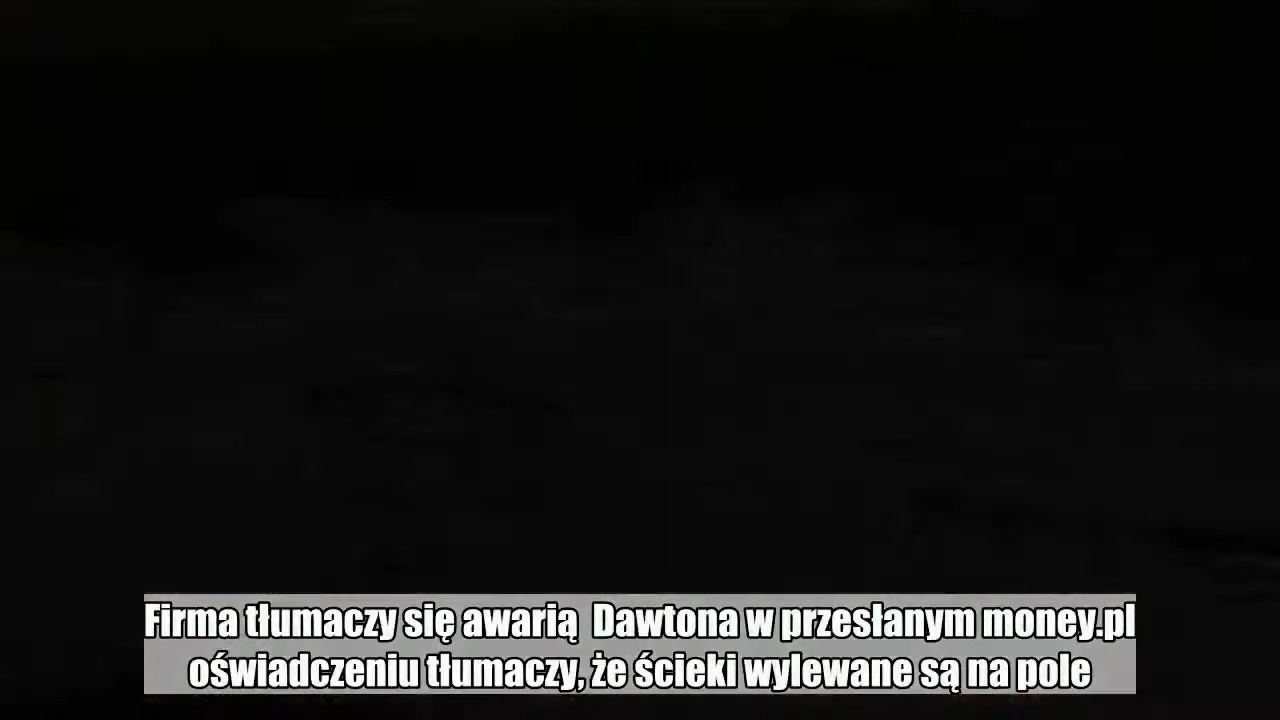 Firma tłumaczy się awarią Dawtona w przesłanym money.pl
oświadczeniu tłumaczy, że ścieki wylewane są na pole